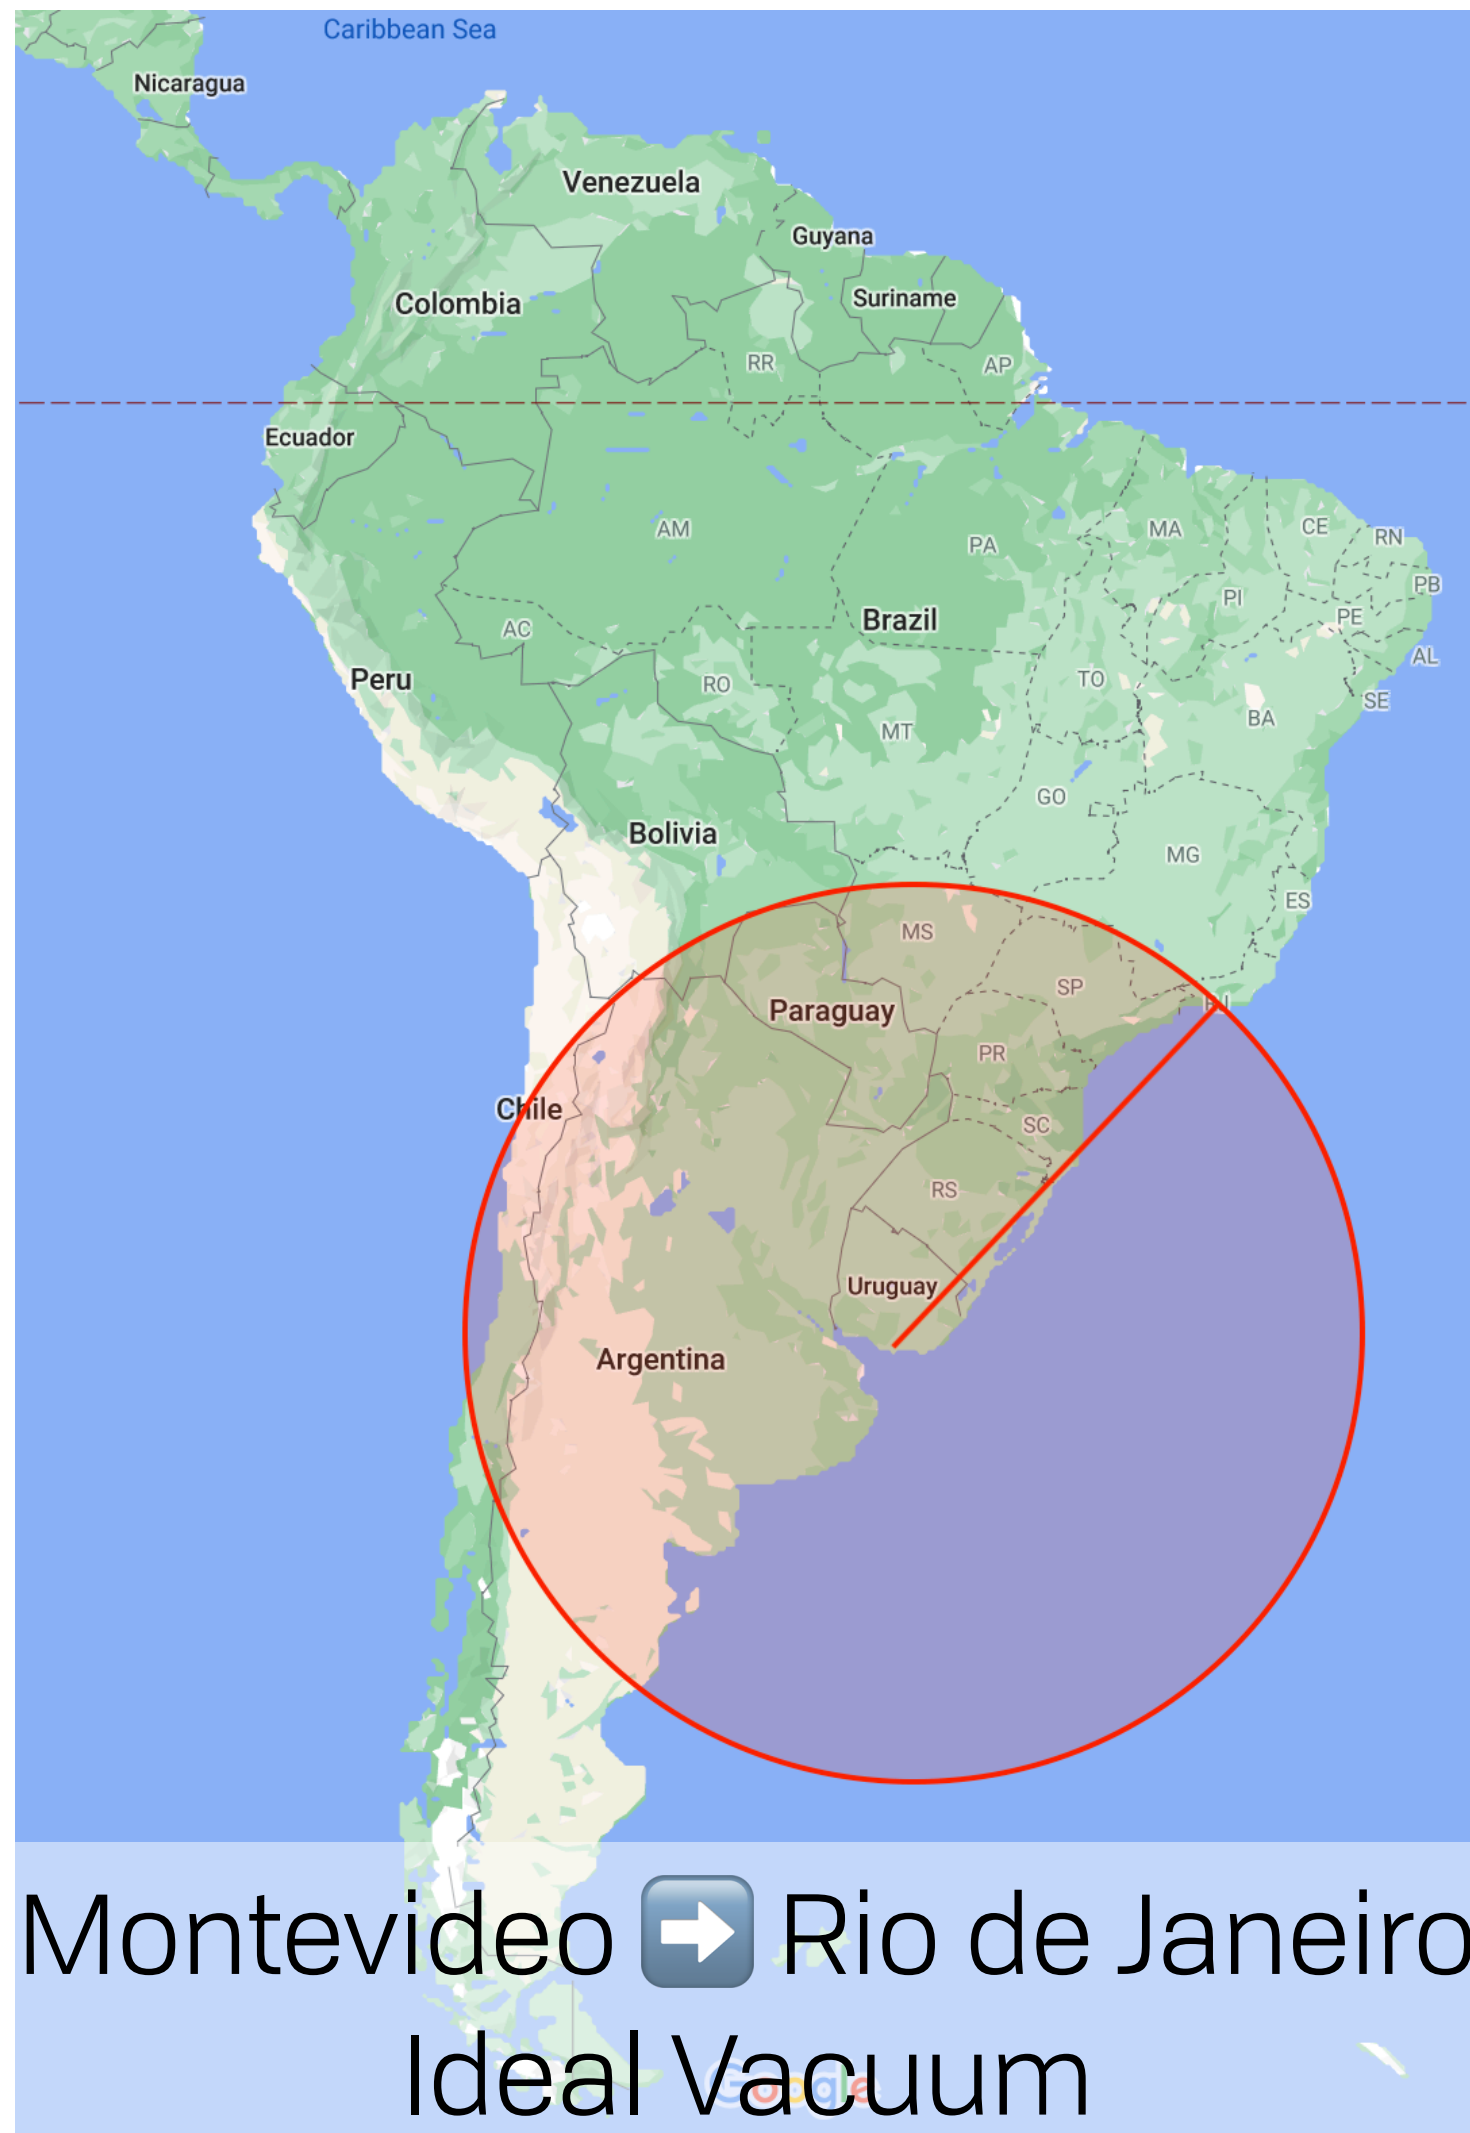 Caribbean Sea
Nicaragua
Venezuela
Guyana
Suriname
Colombia
RR
AP
Ecuador
AM
PA
MA
CE
RN
PB
PI
PE
AL
Brazil
AC
Peru
RO
TO
SE
BA
MT
GO
Bolivia
MG
ES
MS
SP
RJ
Paraguay
PR
Chile
SC
RS
Uruguay
Argentina
Montevideo ➡️ Rio de Janeiro
Ideal Vacuum
Google